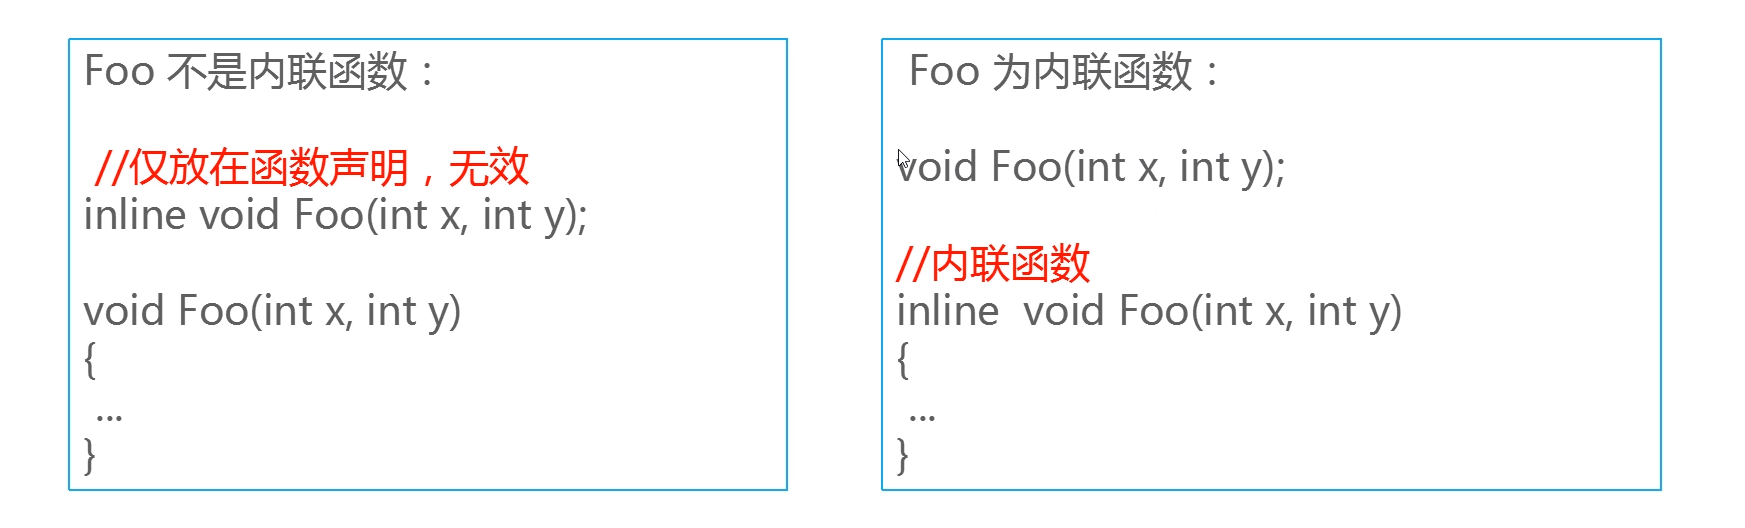 Foo 不是内联函数：
//仅放在函数声明，无效
inline void Foo(int x, int y);
void Foo(int x, int y)
{
...
}
Foo 为内联函数：
void Foo(int x, int y);
//内联函数
inline  void Foo(int x, int y)
{
...
}